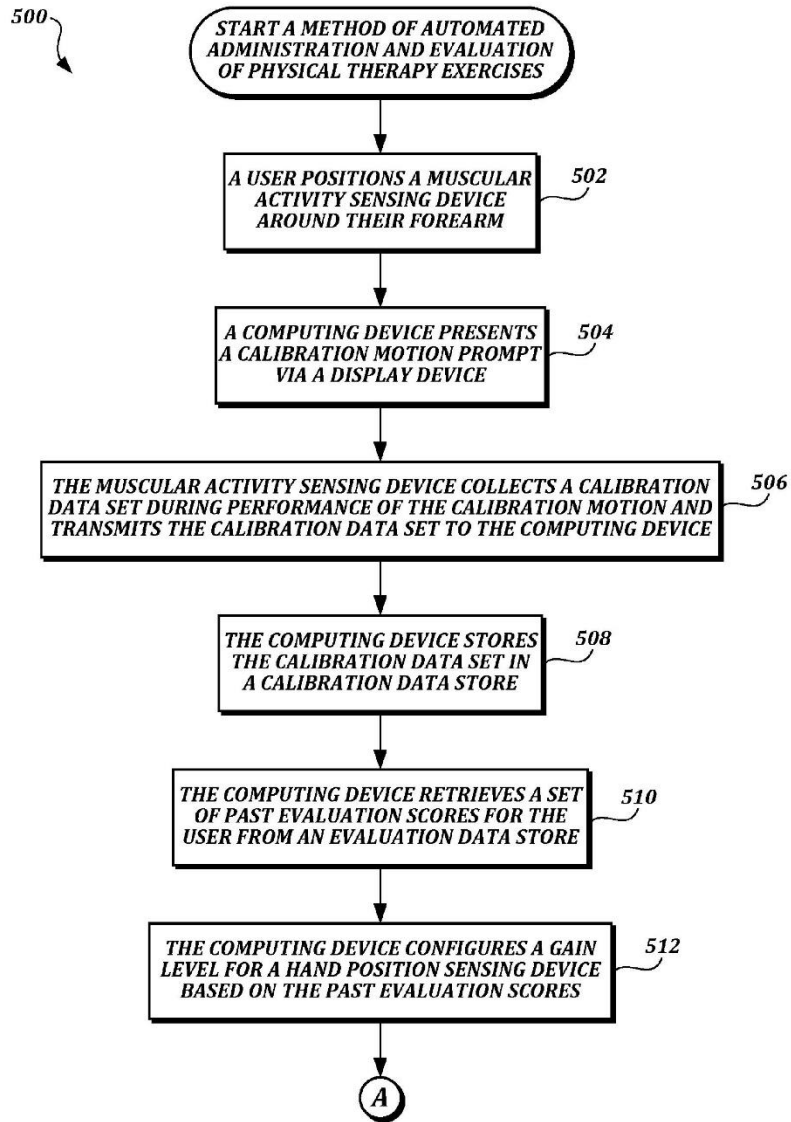 500
START A METHOD OF AUTOMATED
ADMINISTRATION AND EVALUATION
OF PHYSICAL THERAPY EXERCISES
A USER POSITIONS A MUSCULAR
ACTIVITY SENSING DEVICE
AROUND THEIR FOREARM
502
A COMPUTING DEVICE PRESENTS
A CALIBRATION MOTION PROMPT
VIA A DISPLAY DEVICE
504
THE MUSCULAR ACTIVITY SENSING DEVICE COLLECTS A CALIBRATION
DATA SET DURING PERFORMANCE OF THE CALIBRATION MOTION AND
TRANSMITS THE CALIBRATION DATA SET TO THE COMPUTING DEVICE
506
THE COMPUTING DEVICE STORES
THE CALIBRATION DATA SET IN
A CALIBRATION DATA STORE
508
THE COMPUTING DEVICE RETRIEVES A SET
OF PAST EVALUATION SCORES FOR THE
USER FROM AN EVALUATION DATA STORE
510
THE COMPUTING DEVICE CONFIGURES A GAIN
LEVEL FOR A HAND POSITION SENSING DEVICE
BASED ON THE PAST EVALUATION SCORES
512
A